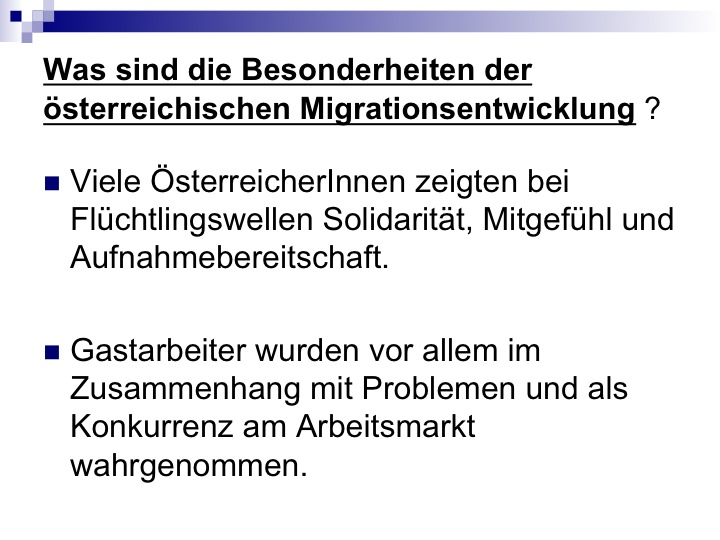 Was sind die Besonderheiten der
österreichischen Migrationsentwicklung ?
Viele ÖsterreicherInnen zeigten bei
Flüchtlingswellen Solidarität, Mitgefühl und
Aufnahmebereitschaft.
Gastarbeiter wurden vor allem im
Zusammenhang mit Problemen und als
Konkurrenz am Arbeitsmarkt
wahrgenommen.